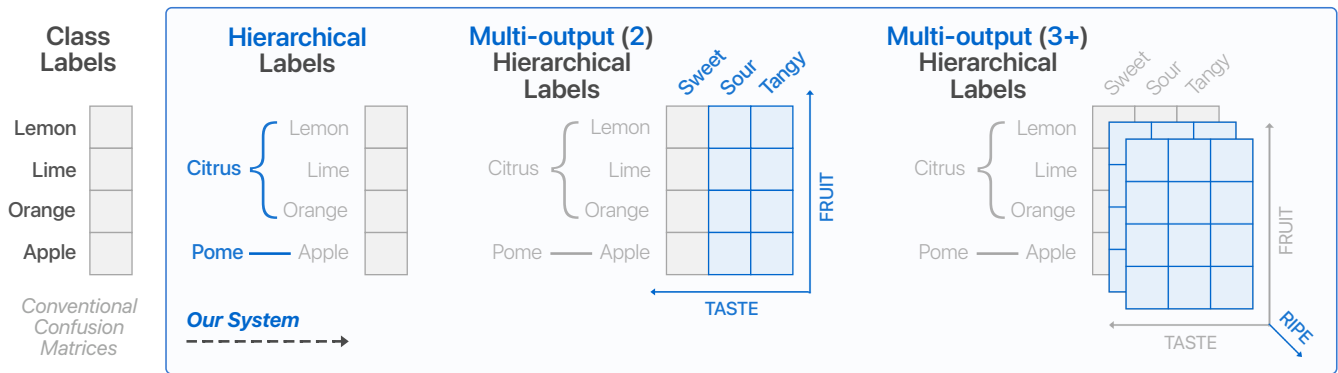 Class
Labels
Lemon
Lime
Orange
Apple
Conventional
Confusion
Matrices
Hierarchical
Labels
Citrus
Lemon
Lime
Orange
Pome
Apple
Our System
Multi-output (2)
Hierarchical
Labels
Sweet
Sour
Tangy
Citrus
Lemon
Lime
Orange
Pome
Apple
FRUIT
TASTE
Multi-output (3+)
Hierarchical
Labels
Sweet
Sour
Tangy
Citrus
Lemon
Lime
Orange
Pome
Apple
FRUIT
TASTE
RIPE